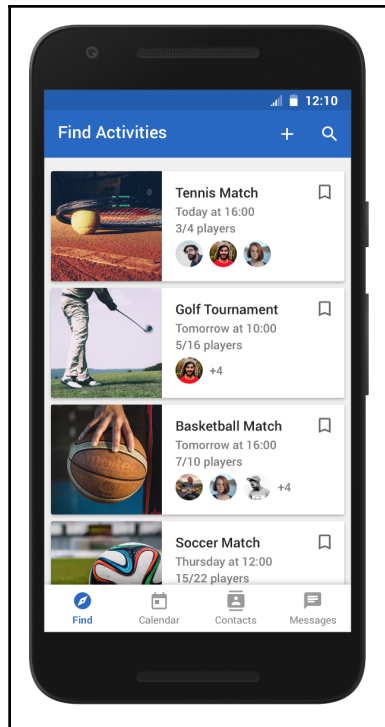 12:10
Find Activities
Tennis Match
Today at 16:00
3/4 players
Golf Tournament
Tomorrow at 10:00
5/16 players
+4
Basketball Match
Tomorrow at 16:00
7/10 players
+4
Soccer Match
Thursday at 12:00
15/22 players
Find
Calendar
Contacts
Messages